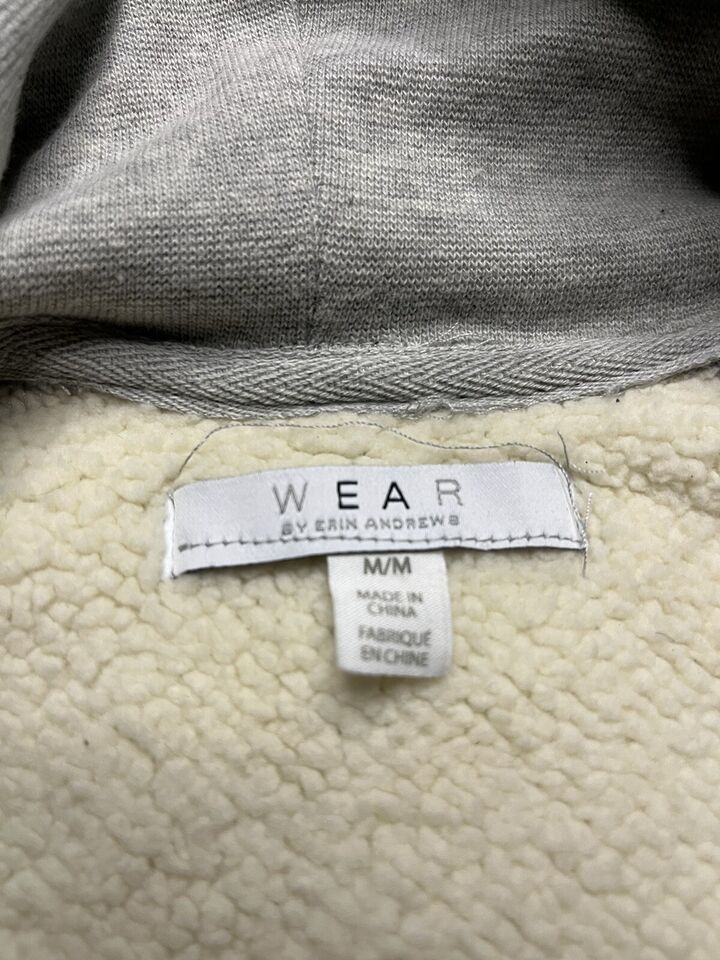 WEAR
BY ERIN ANDREWS
M/M
MADE IN
CHINA
FABRIQUÉ
EN CHINE